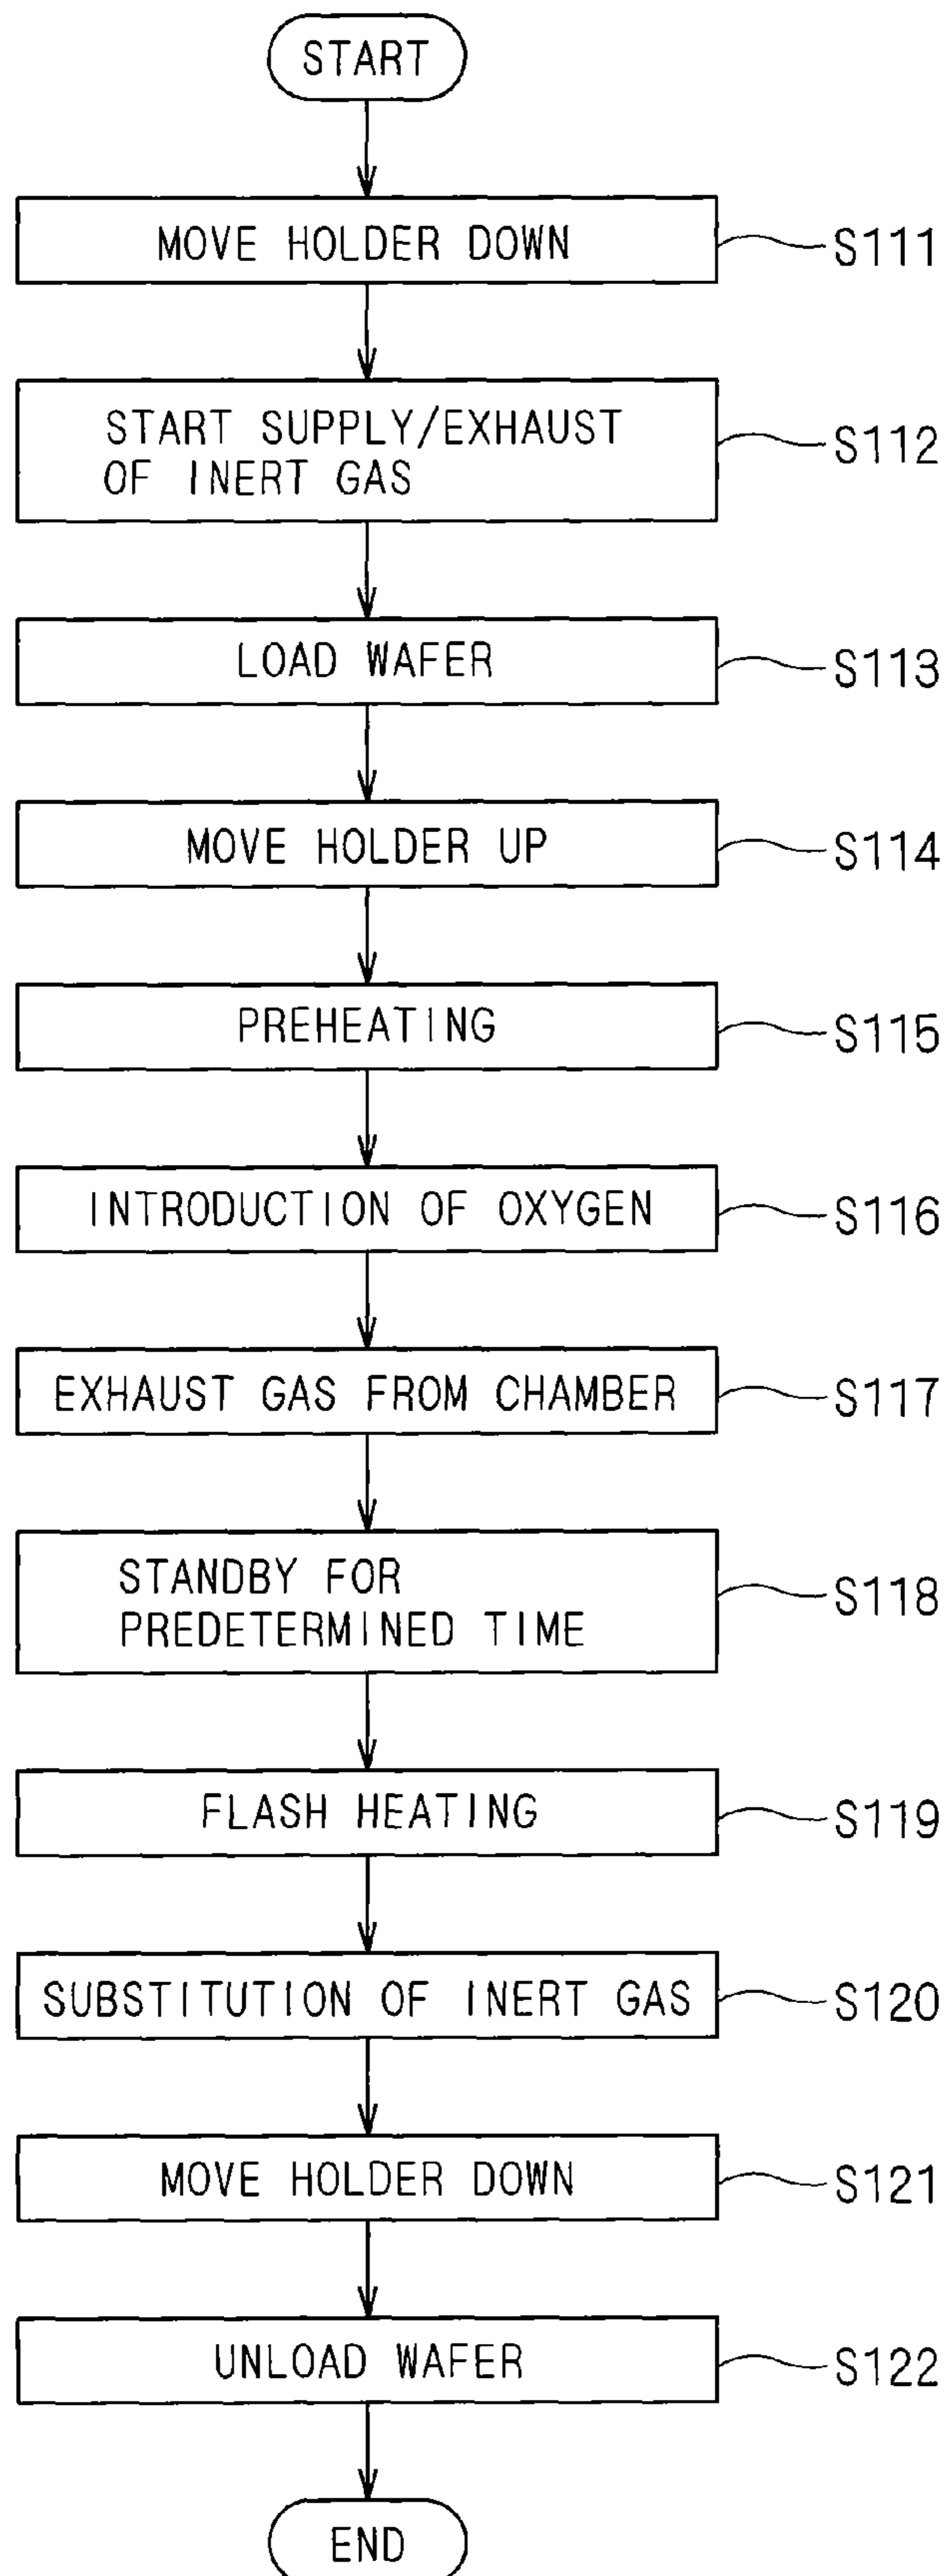 START
MOVE HOLDER DOWN
S111
START SUPPLY/EXHAUST
OF INERT GAS
S112
LOAD WAFER
S113
MOVE HOLDER UP
S114
PREHEATING
S115
INTRODUCTION OF OXYGEN
S116
EXHAUST GAS FROM CHAMBER
S117
STANDBY FOR
PREDETERMINED TIME
S118
FLASH HEATING
S119
SUBSTITUTION OF INERT GAS
S120
MOVE HOLDER DOWN
S121
UNLOAD WAFER
S122
END